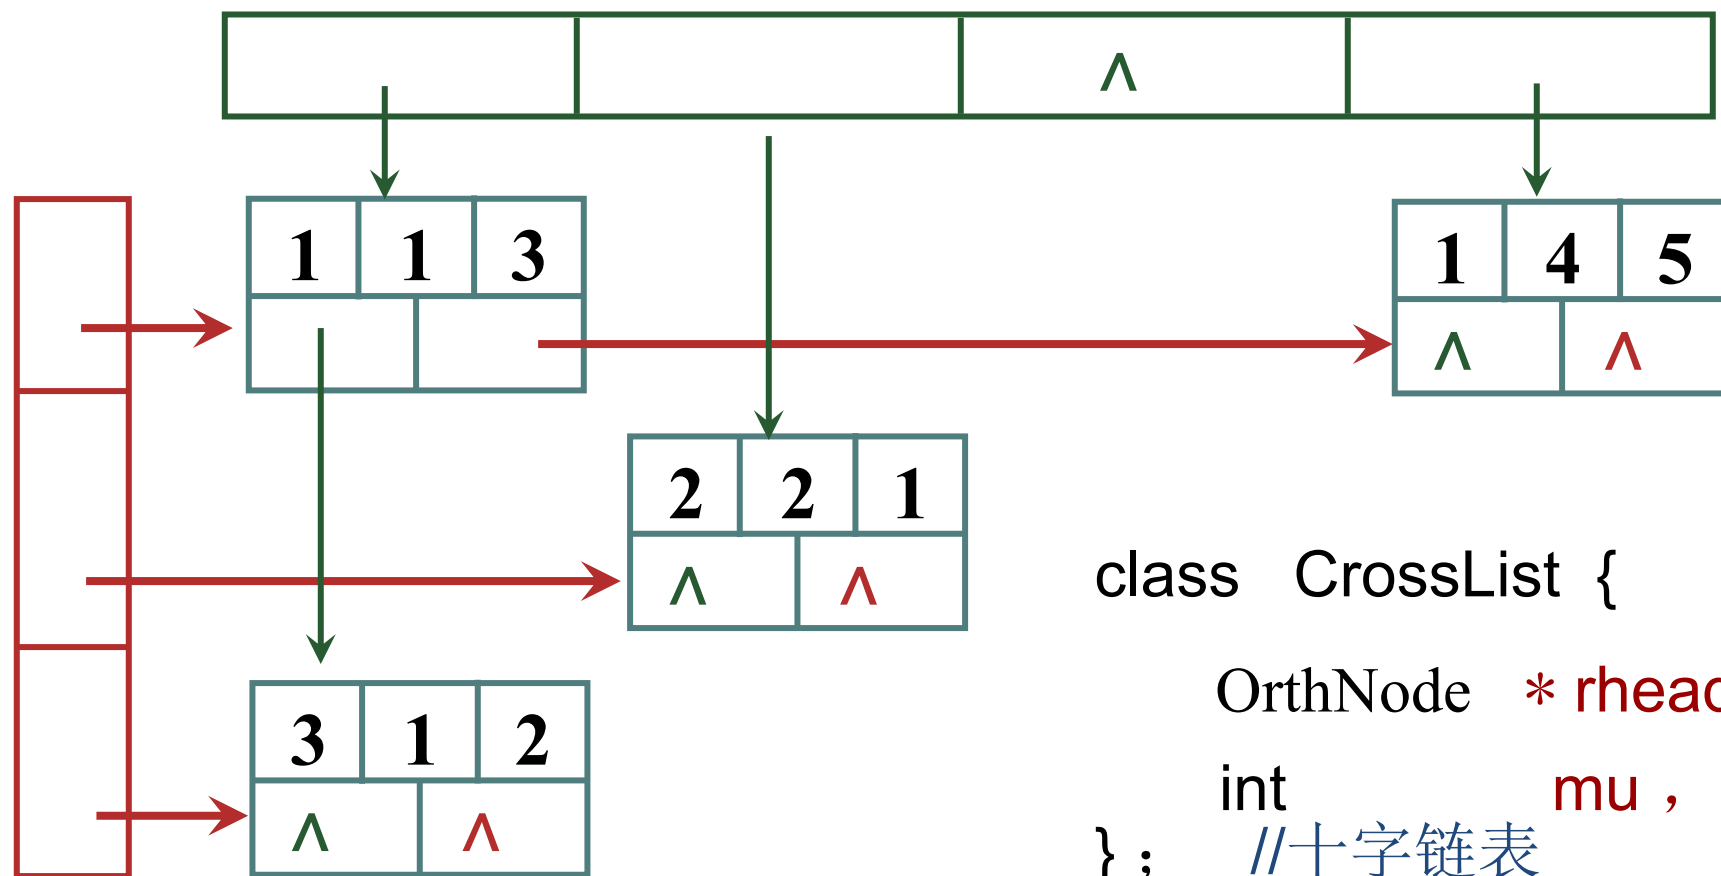 ∧
1 1 3
1 4 5
∧ ∧
2 2 1
∧ ∧
class CrossList {
OrthNode * rhead
3 1 2
int mu ，
∧ ∧
} ； //十字链表